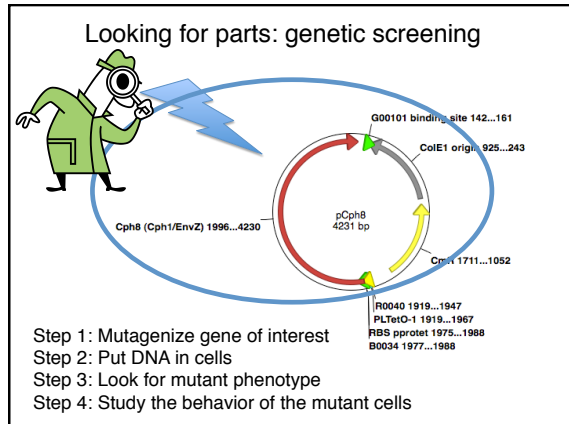 Looking for parts: genetic screening
G00101 binding site 142...161
ColE1 origin 925...243
Cph8 (Cph1/EnvZ) 1996...4230
pCph8
4231 bp
CmR 1711...1052
R0040 1919...1947
PLTetO-1 1919...1967
RBS pprotet 1975...1988
B0034 1977...1988
Step 1: Mutagenize gene of interest
Step 2: Put DNA in cells
Step 3: Look for mutant phenotype
Step 4: Study the behavior of the mutant cells